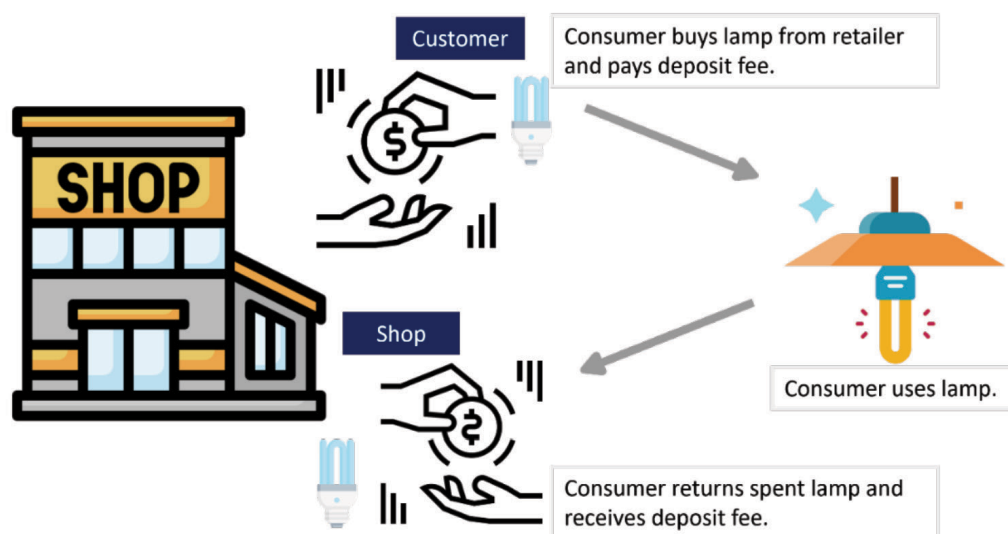 Customer
Consumer buys lamp from retailer
and pays deposit fee.
SHOP
$
Shop
$
Consumer uses lamp.
Consumer returns spent lamp and
receives deposit fee.